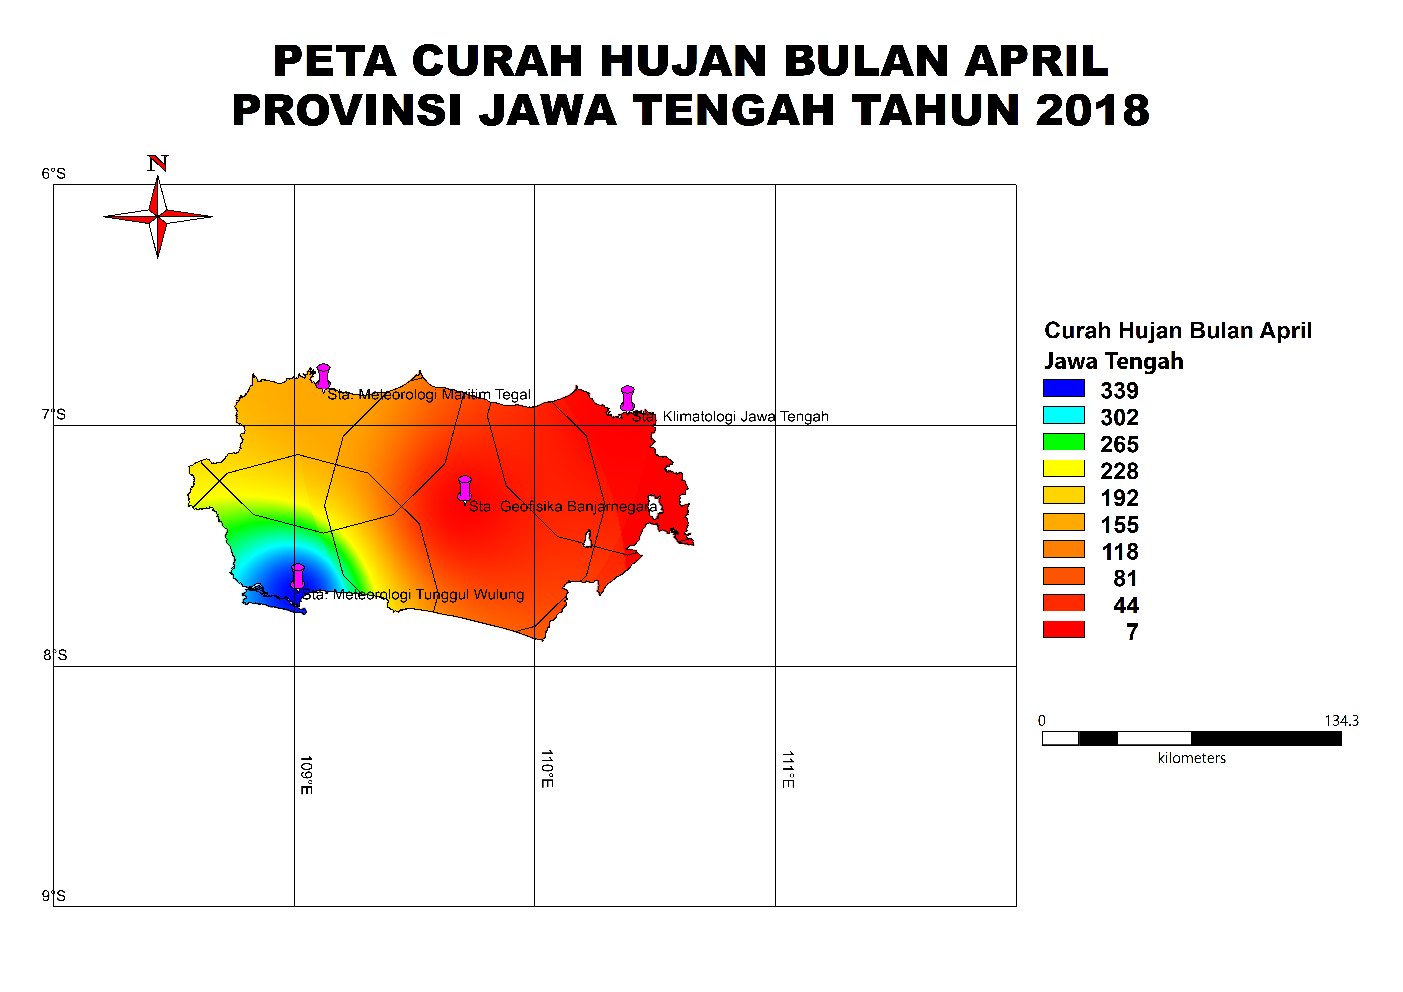 PETA CURAH HUJAN BULAN APRIL
PROVINSI JAWA TENGAH TAHUN 2018
N
6°S
7°S
8°S
9°S
109°E
110°E
111°E
Sta. Meteorologi Maritim Tegal
Sta. Klimatologi Jawa Tengah
Sta. Geofisika Banjarnegara
Sta. Meteorologi Tunggul Wulung
Curah Hujan Bulan April
Jawa Tengah
339
302
265
228
192
155
118
81
44
7
0 134.3
kilometers